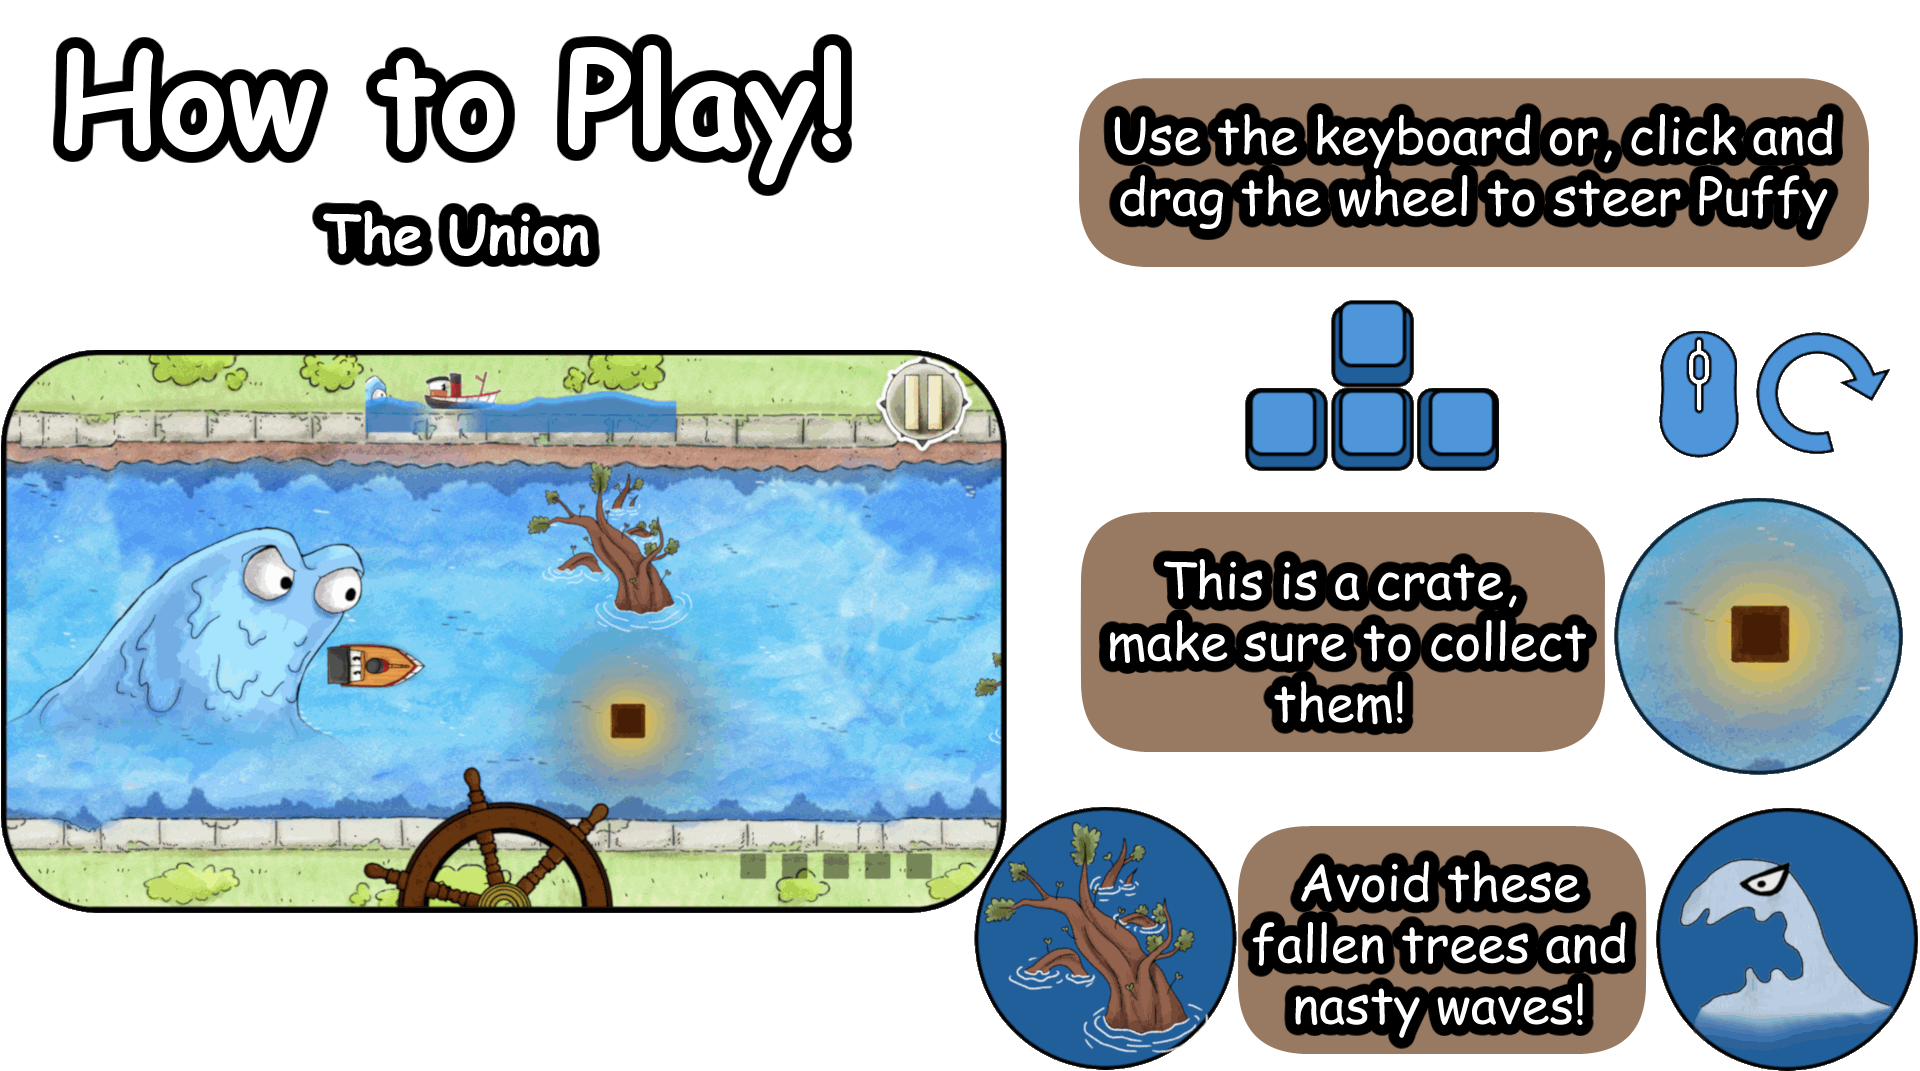 How to Play!
The Union
Use the keyboard or, click and
drag the wheel to steer Puffy
This is a crate,
make sure to collect
them!
Avoid these
fallen trees and
nasty waves!